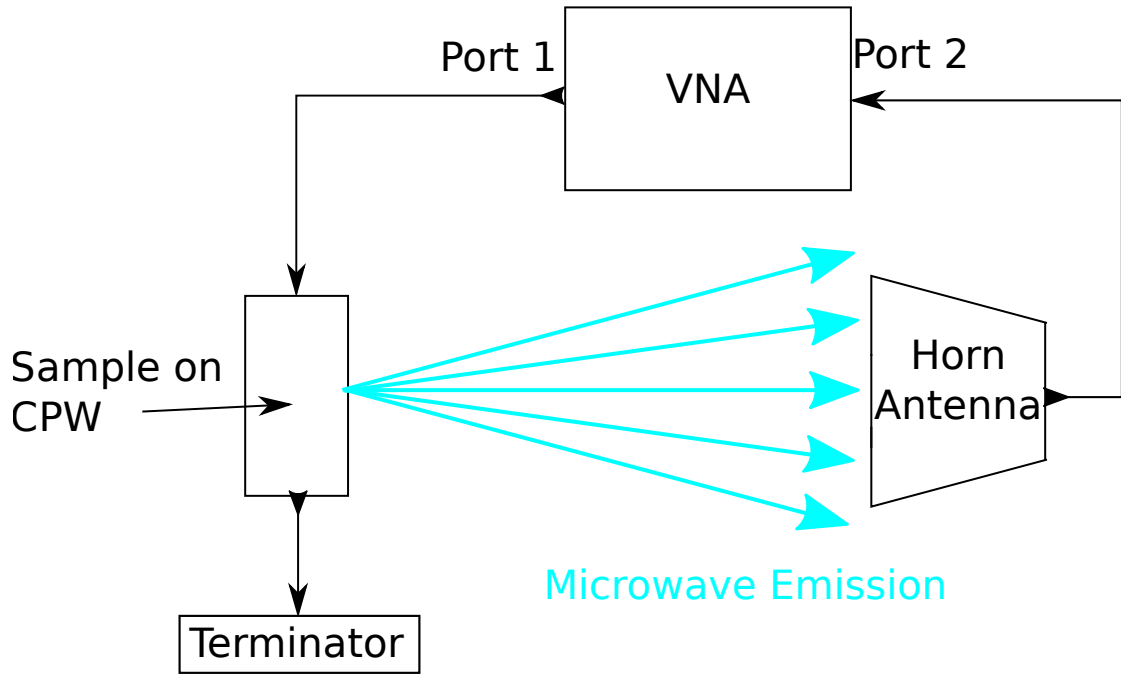 Port 1
VNA
Port 2
Sample on
CPW
Horn
Antenna
Microwave Emission
Terminator